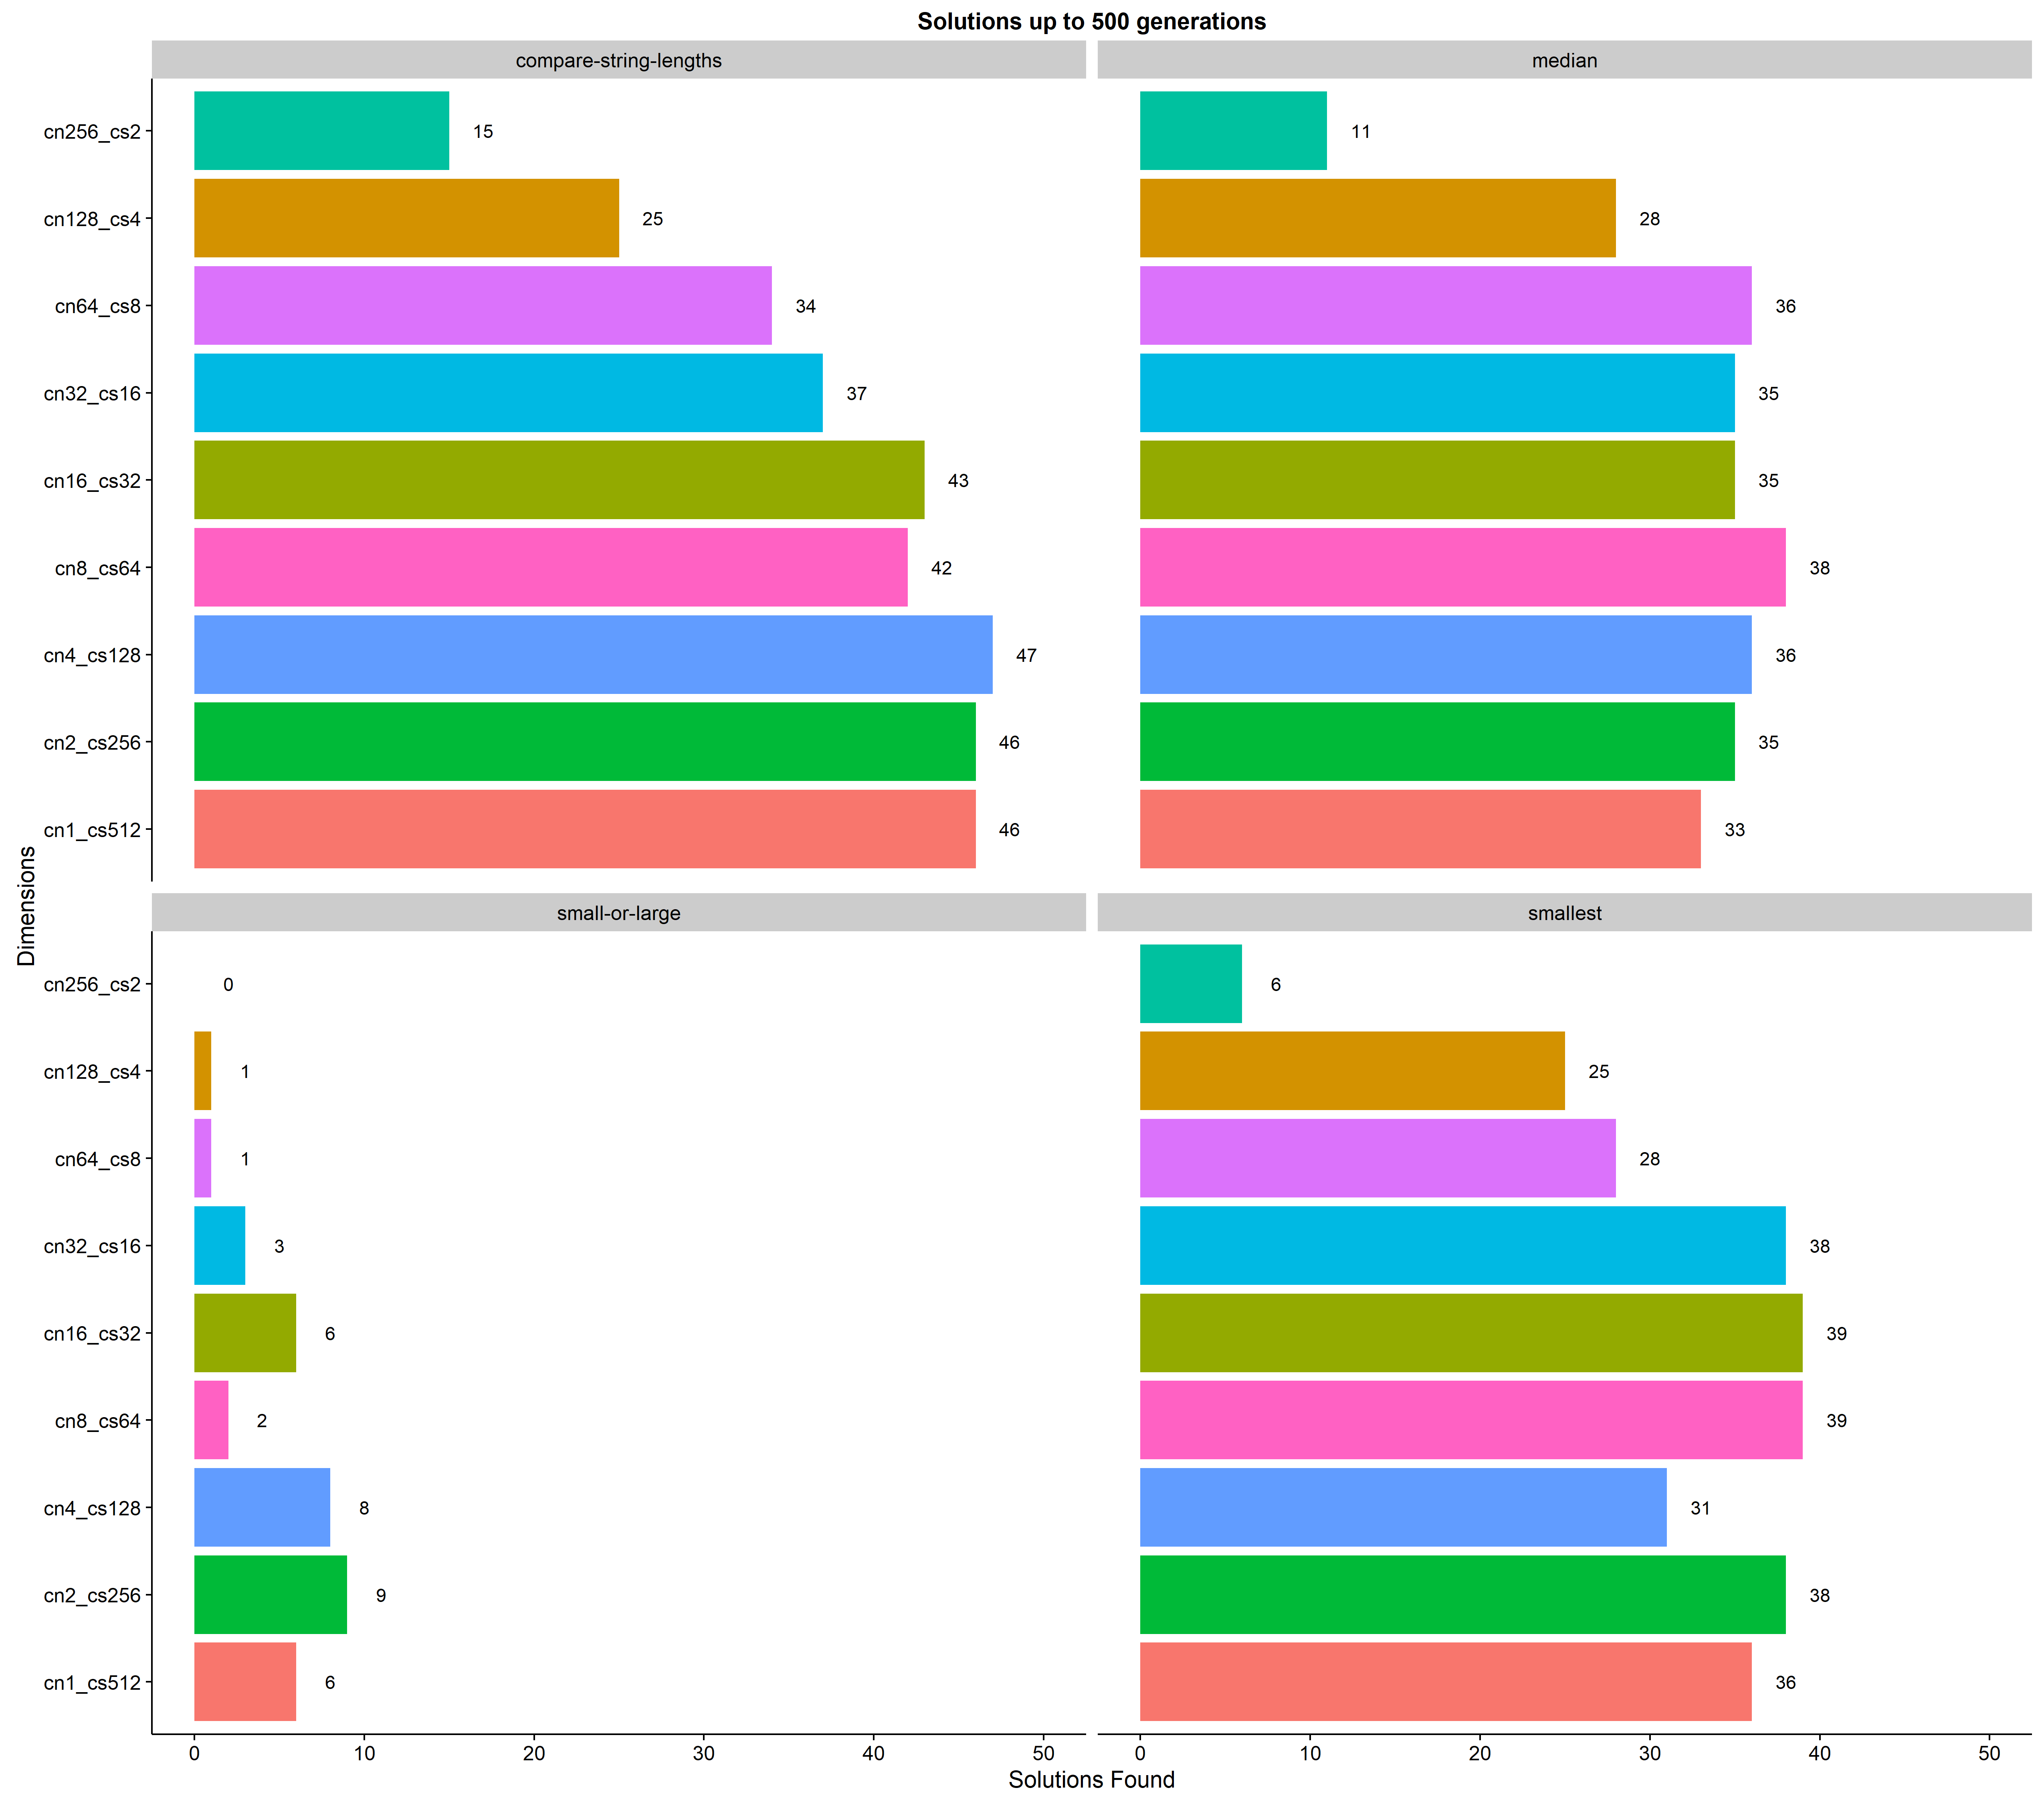 Solutions up to 500 generations
compare-string-lengths
median
cn256_cs2
15
11
cn128_cs4
25
28
cn64_cs8
34
36
cn32_cs16
37
35
cn16_cs32
43
35
cn8_cs64
42
38
cn4_cs128
47
36
cn2_cs256
46
35
cn1_cs512
46
33
Dimensions
small-or-large
smallest
cn256_cs2
0
6
cn128_cs4
1
25
cn64_cs8
1
28
cn32_cs16
3
38
cn16_cs32
6
39
cn8_cs64
2
39
cn4_cs128
8
31
cn2_cs256
9
38
cn1_cs512
6
36
0 10 20 30 40 50
0 10 20 30 40 50
Solutions Found